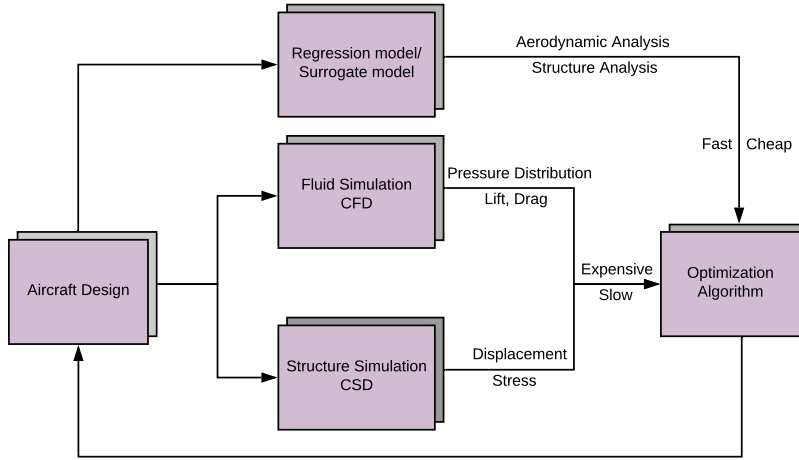 Regression model/
Surrogate model
Aerodynamic Analysis
Structure Analysis
Fast
Cheap
Fluid Simulation
CFD
Pressure Distribution
Lift, Drag
Aircraft Design
Expensive
Slow
Optimization
Algorithm
Structure Simulation
CSD
Displacement
Stress